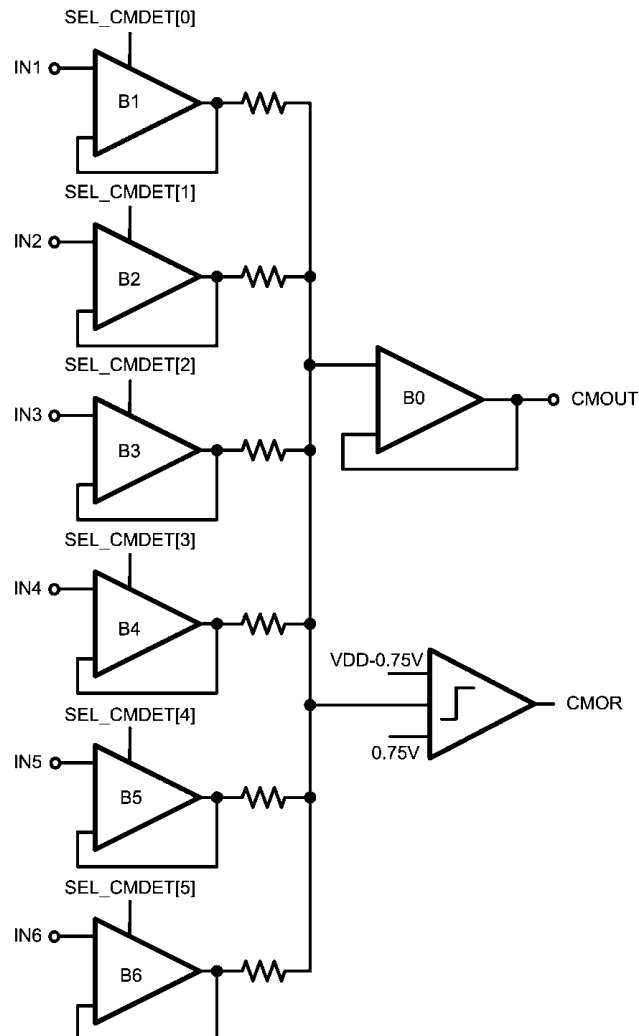 SEL_CMDET[0]
IN1
B1
SEL_CMDET[1]
IN2
B2
SEL_CMDET[2]
IN3
B3
B0
CMOUT
SEL_CMDET[3]
IN4
B4
VDD-0.75V
CMOR
0.75V
SEL_CMDET[4]
IN5
B5
SEL_CMDET[5]
IN6
B6